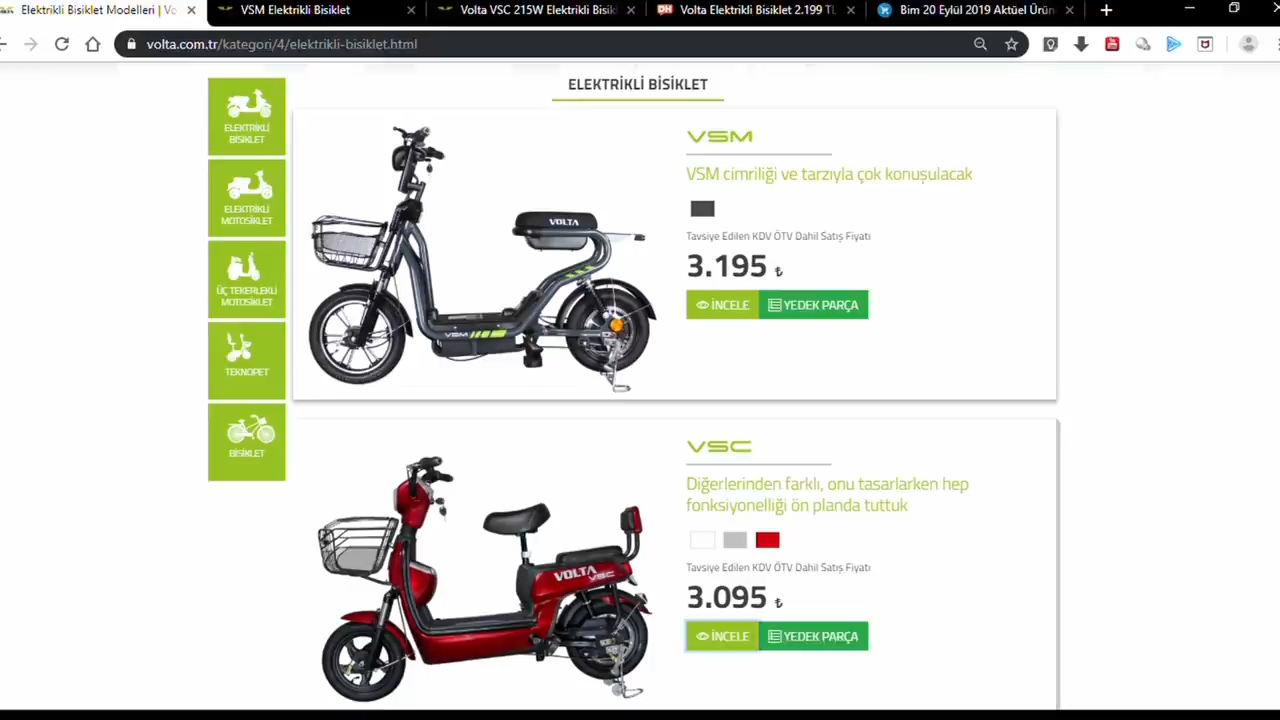 Elektrikli Bisiklet Modelleri | Vo
VSM Elektrikli Bisiklet
Volta VSC 215W Elektrikli Bisik
DH
Volta Elektrikli Bisiklet 2.199 TL
Bim 20 Eylül 2019 Aktüel Ürün
volta.com.tr/kategori/4/elektrikli-bisiklet.html
ELEKTRİKLİ BİSİKLET
ELEKTRİKLİ
BİSİKLET
ELEKTRİKLİ
MOTOSİKLET
ÜÇ TEKERLEKLİ
MOTOSİKLET
TEKNOPET
BİSİKLET
VOLTA
VSM
VSM
VSM cimriliği ve tarzıyla çok konuşulacak
Tavsiye Edilen KDV ÖTV Dahil Satış Fiyatı
3.195 ₺
İNCELE
YEDEK PARÇA
VOLTA
VSC
VSC
Diğerlerinden farklı, onu tasarlarken hep
fonksiyonelliği ön planda tuttuk
Tavsiye Edilen KDV ÖTV Dahil Satış Fiyatı
3.095 ₺
İNCELE
YEDEK PARÇA